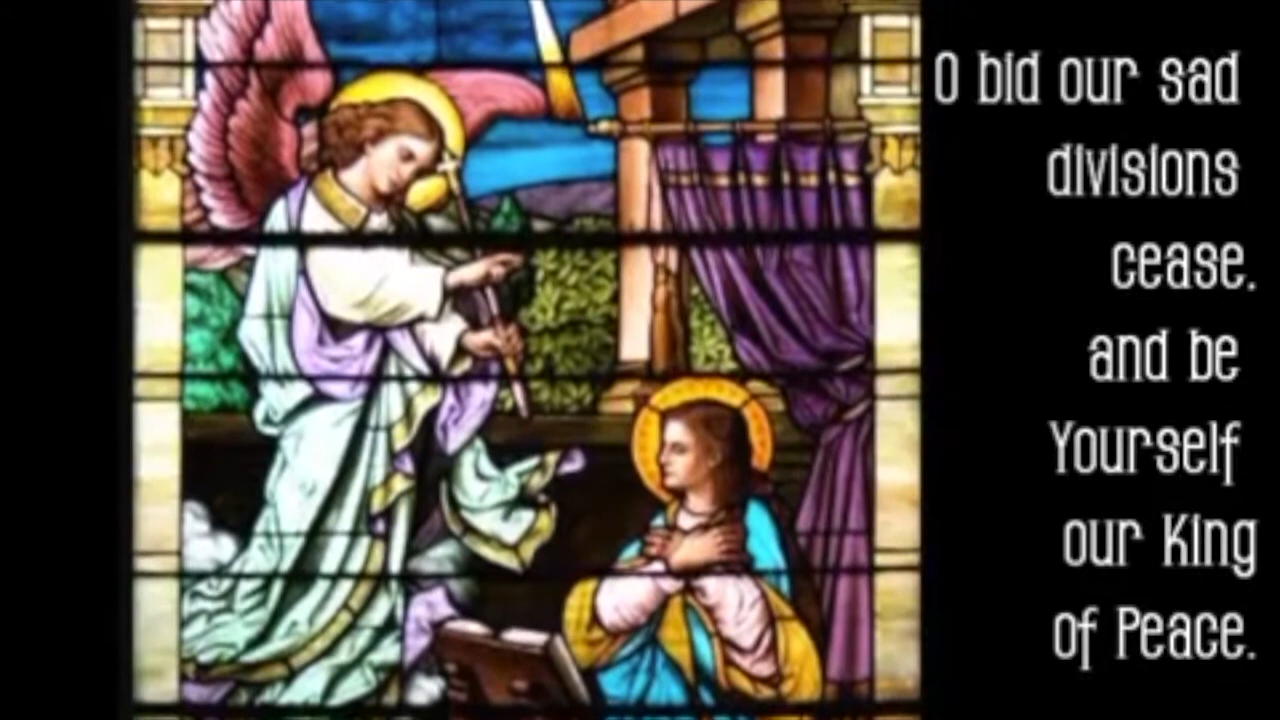 O bid our sad
divisions
cease.
and be
Yourself
our King
of Peace.